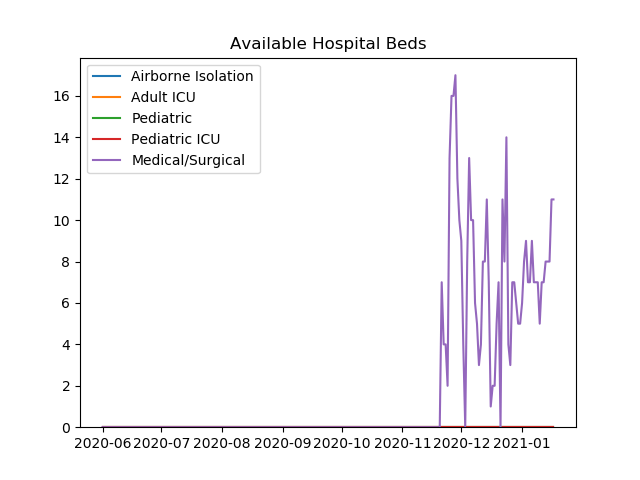 Available Hospital Beds
Airborne Isolation
Adult ICU
Pediatric
Pediatric ICU
Medical/Surgical
16
14
12
10
8
6
4
2
0
2020-06 2020-07 2020-08 2020-09 2020-10 2020-11 2020-12 2021-01